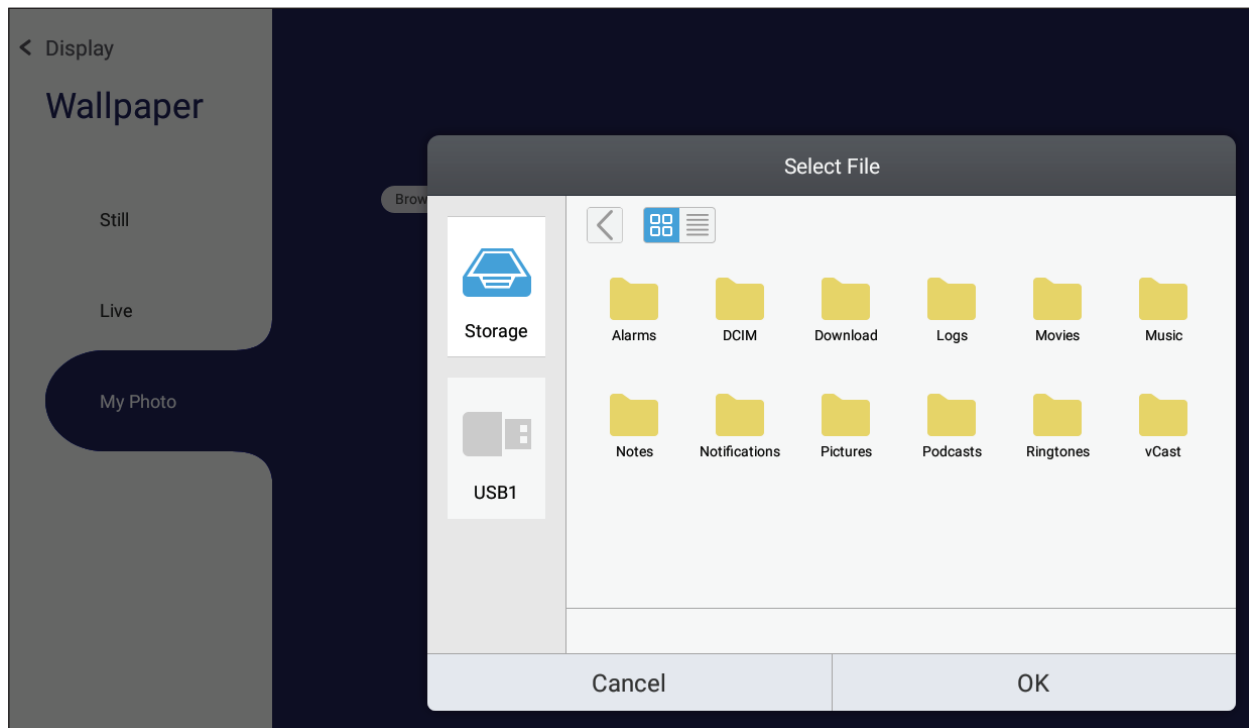 Display
Wallpaper
Still
Live
My Photo
Brow
Select File
Storage
USB1
Alarms DCIM Download Logs Movies Music
Notes Notifications Pictures Podcasts Ringtones vCast
Cancel OK